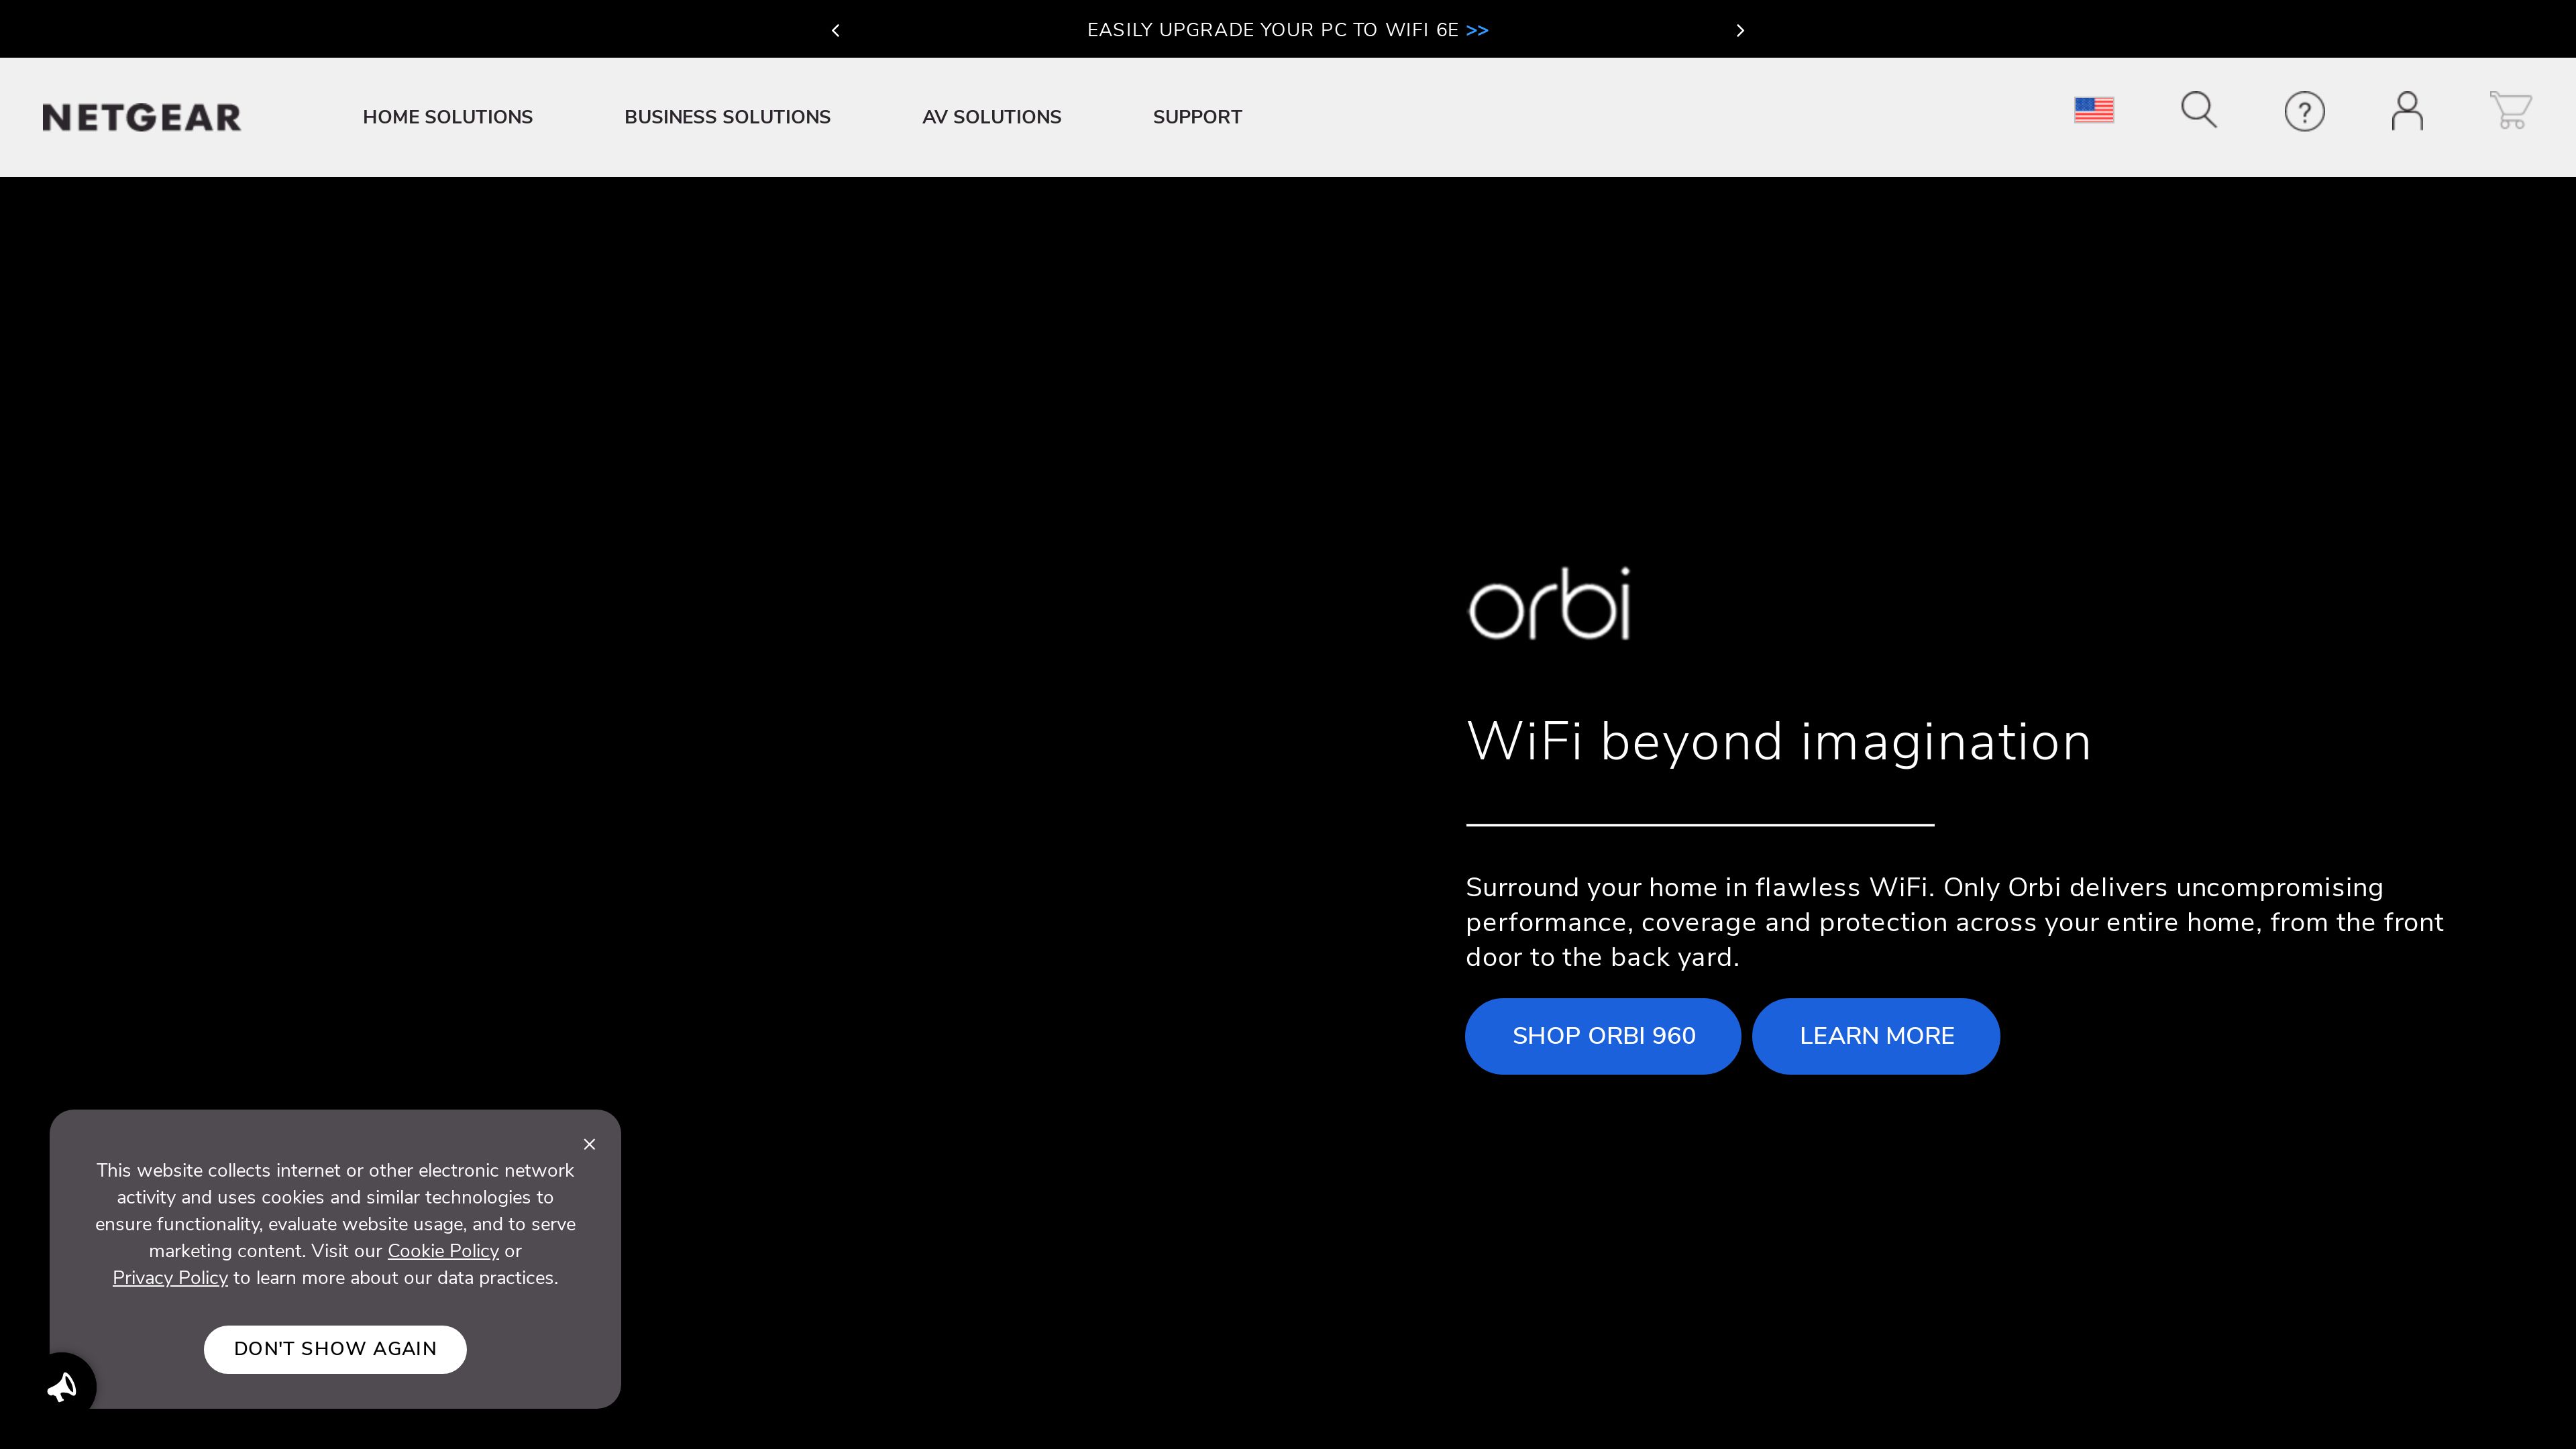 EASILY UPGRADE YOUR PC TO WIFI 6E >>
NETGEAR
HOME SOLUTIONS
BUSINESS SOLUTIONS
AV SOLUTIONS
SUPPORT
?
orbi
WiFi beyond imagination
Surround your home in flawless WiFi. Only Orbi delivers uncompromising
performance, coverage and protection across your entire home, from the front
door to the back yard.
SHOP ORBI 960
LEARN MORE
This website collects internet or other electronic network
activity and uses cookies and similar technologies to
ensure functionality, evaluate website usage, and to serve
marketing content. Visit our Cookie Policy or
Privacy Policy to learn more about our data practices.
DON'T SHOW AGAIN